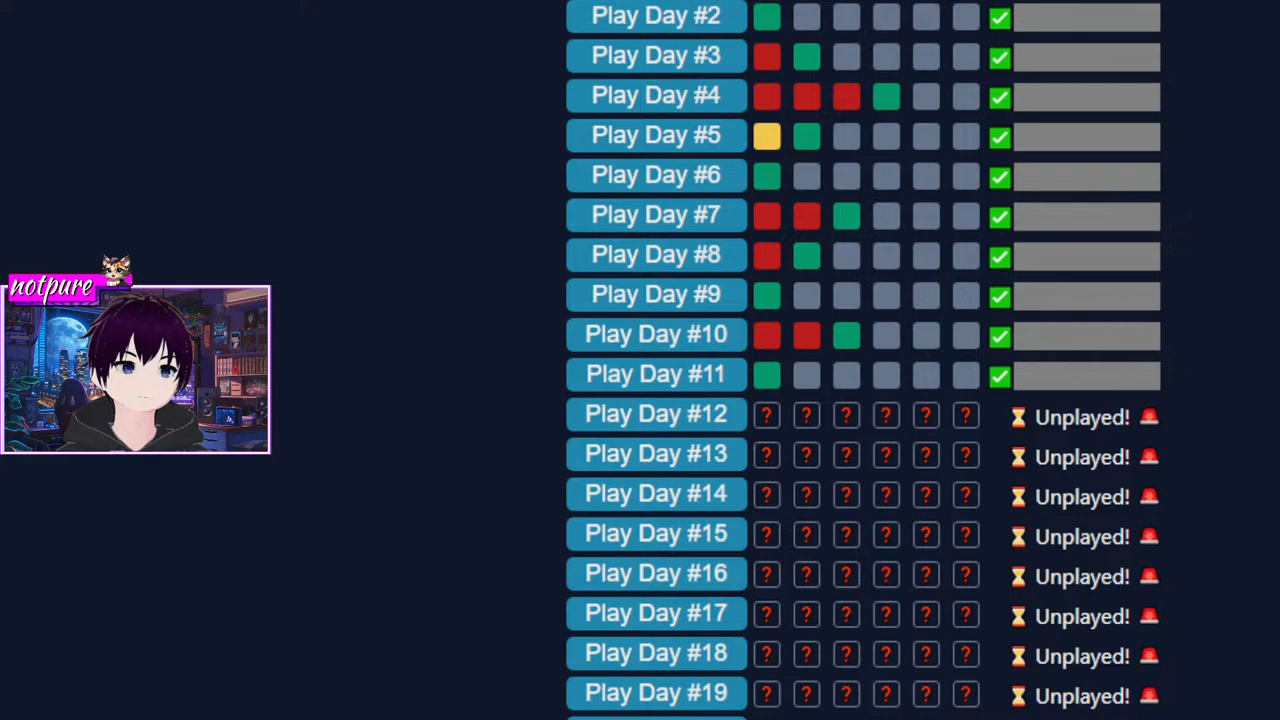 Play Day #2
Play Day #3
Play Day #4
Play Day #5
Play Day #6
Play Day #7
Play Day #8
notpure
Play Day #9
Play Day #10
Play Day #11
Play Day #12 ? ? ? ? ? ? Unplayed!
Play Day #13 ? ? ? ? ? ? Unplayed!
Play Day #14 ? ? ? ? ? ? Unplayed!
Play Day #15 ? ? ? ? ? ? Unplayed!
Play Day #16 ? ? ? ? ? ? Unplayed!
Play Day #17 ? ? ? ? ? ? Unplayed!
Play Day #18 ? ? ? ? ? ? Unplayed!
Play Day #19 ? ? ? ? ? ? Unplayed!